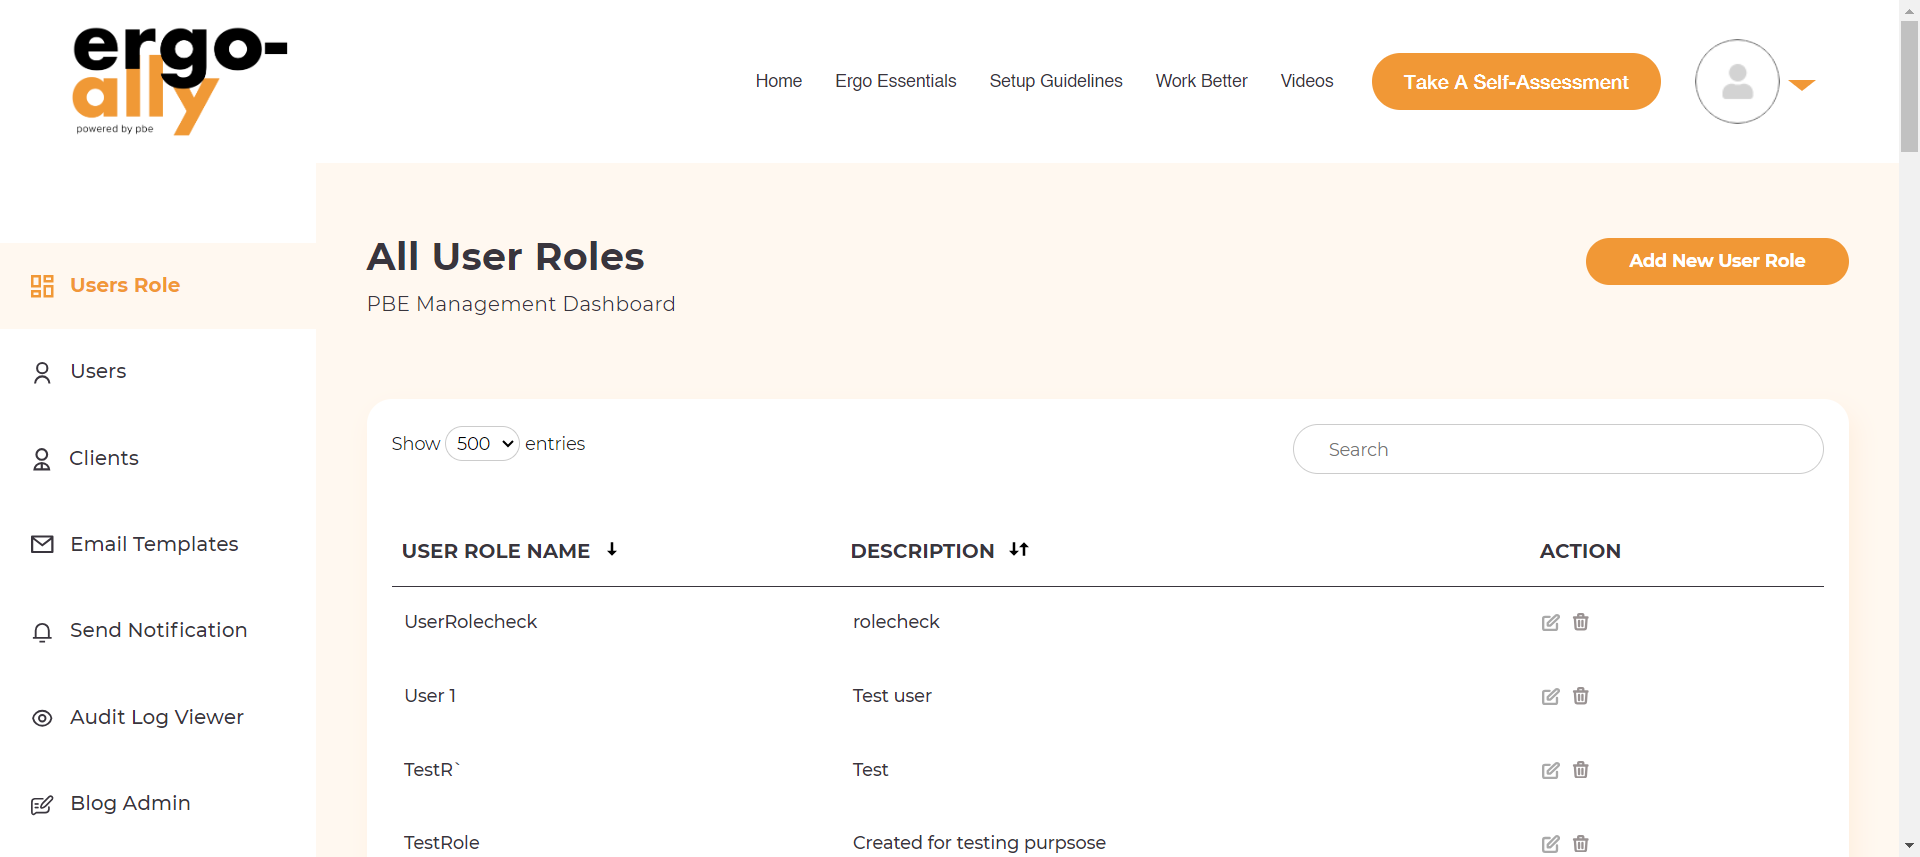 ergo-
ally
powered by pbe
Home Ergo Essentials Setup Guidelines Work Better Videos Take A Self-Assessment
Users Role
Users
Clients
Email Templates
Send Notification
Audit Log Viewer
Blog Admin
All User Roles
PBE Management Dashboard
Add New User Role
Show 500 entries
Search
USER ROLE NAME DESCRIPTION ACTION
UserRolecheck rolecheck
User 1 Test user
TestR` Test
TestRole Created for testing purpsose